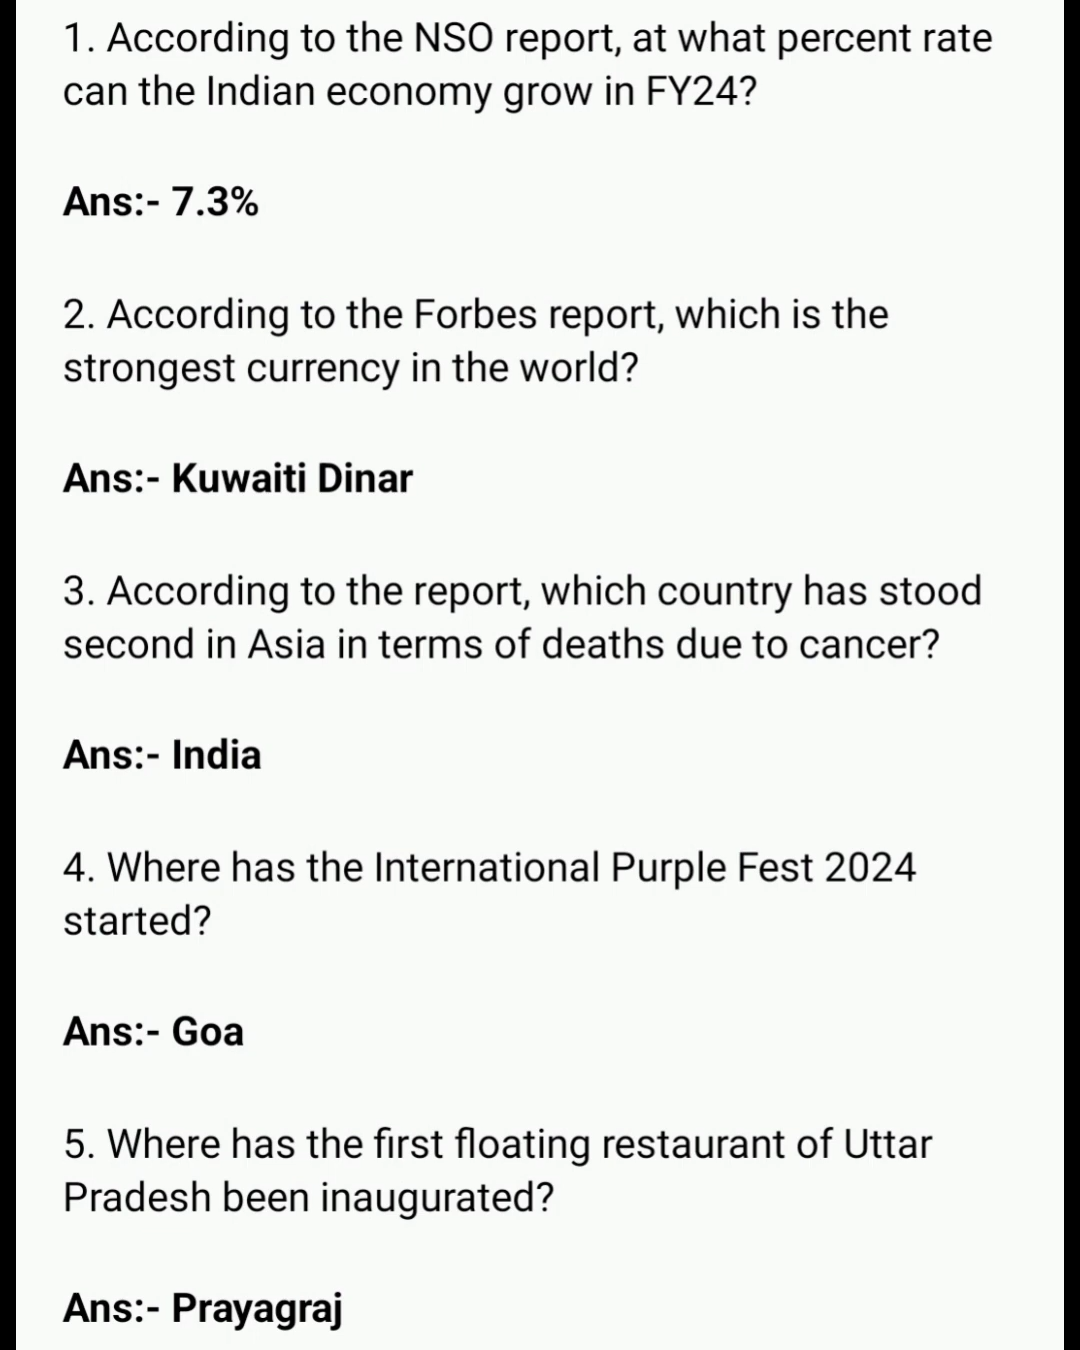 1. According to the NSO report, at what percent rate
can the Indian economy grow in FY24?
Ans:- 7.3%
2. According to the Forbes report, which is the
strongest currency in the world?
Ans:- Kuwaiti Dinar
3. According to the report, which country has stood
second in Asia in terms of deaths due to cancer?
Ans:- India
4. Where has the International Purple Fest 2024
started?
Ans:- Goa
5. Where has the first floating restaurant of Uttar
Pradesh been inaugurated?
Ans:- Prayagraj